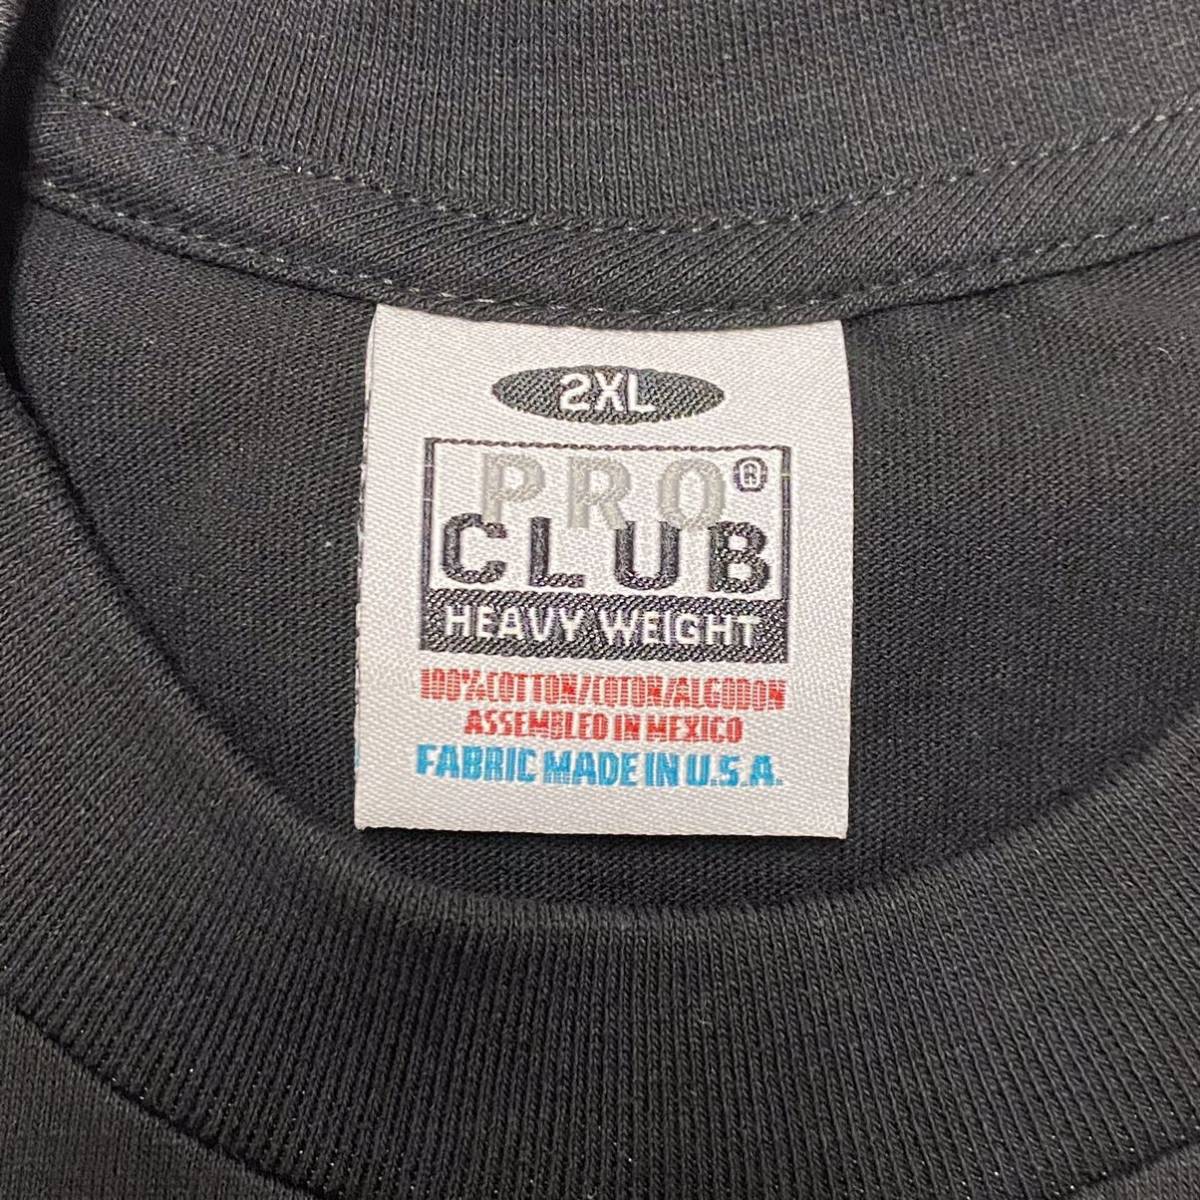 2XL
PRO®
CLUB
HEAVY WEIGHT
100%COTTON/COTON/ALGODON
ASSEMBLED IN MEXICO
FABRIC MADE IN U.S.A.